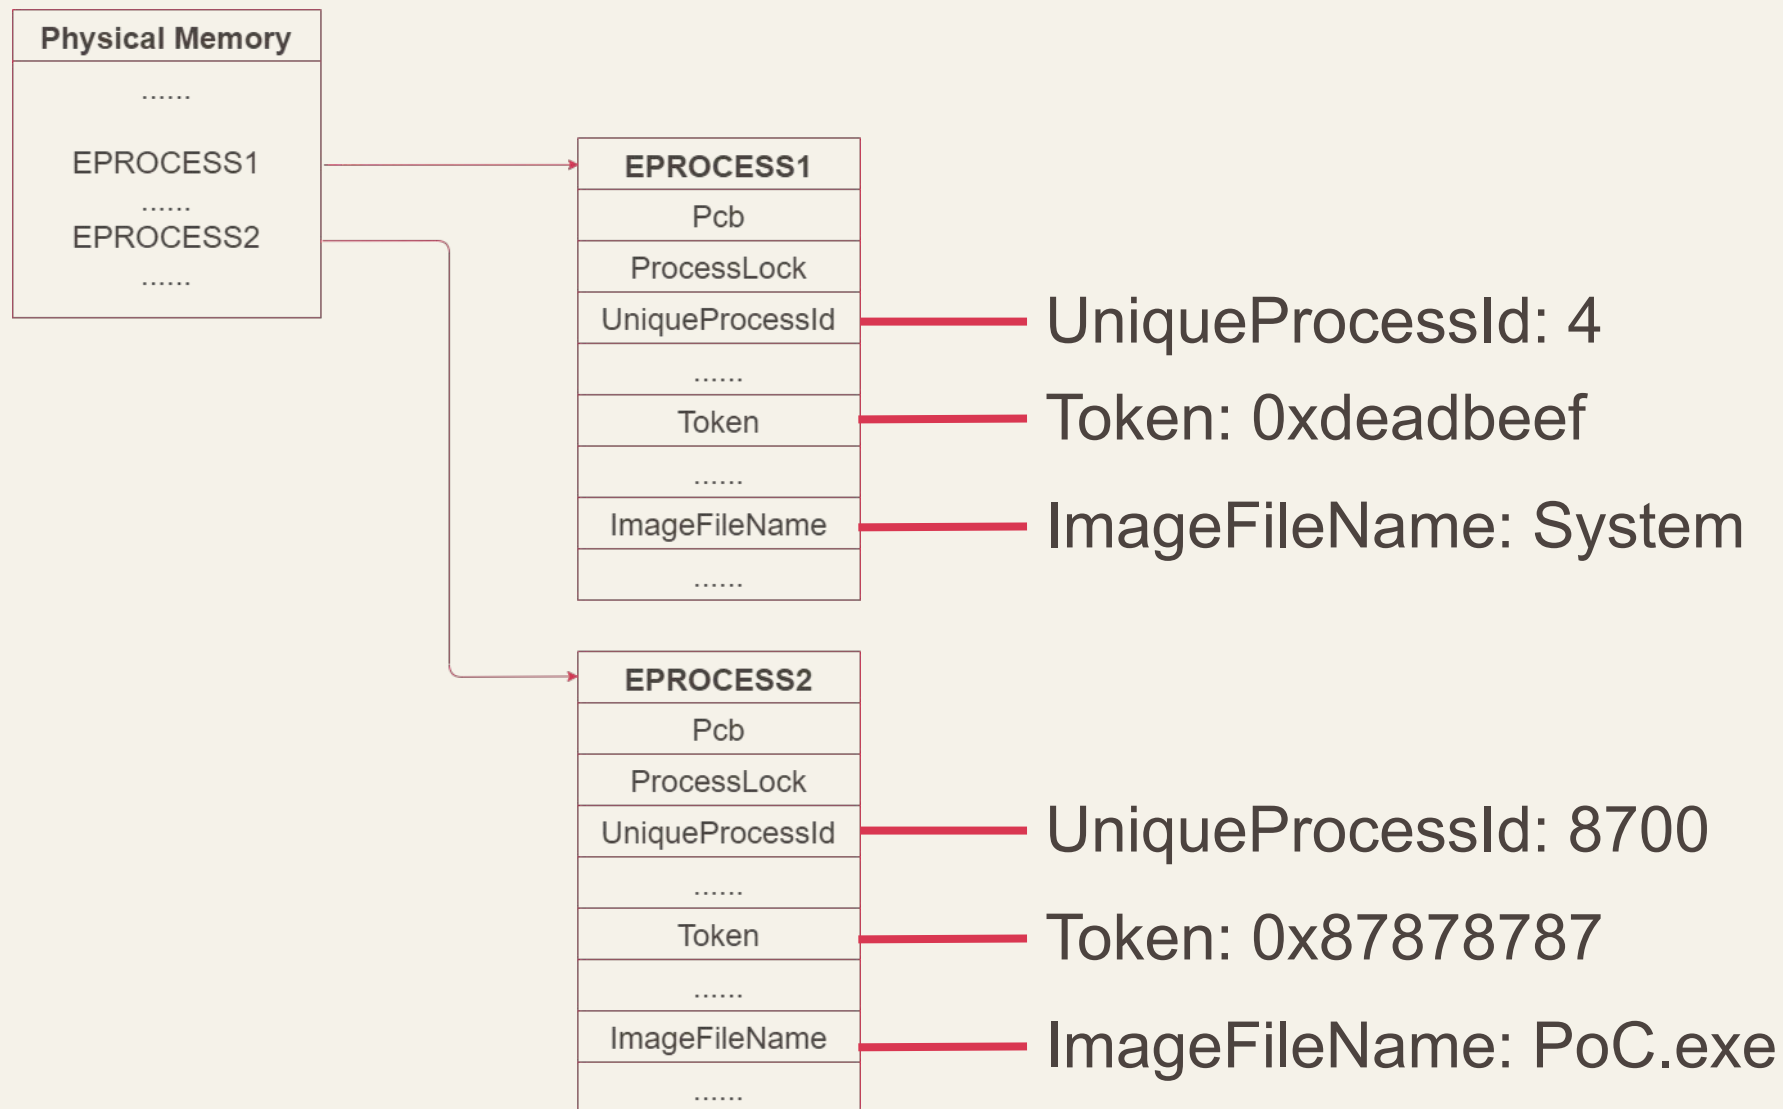 Physical Memory
......
EPROCESS1
......
EPROCESS2
......
EPROCESS1
Pcb
ProcessLock
UniqueProcessId
......
Token
......
ImageFileName
......
UniqueProcessId: 4
Token: 0xdeadbeef
ImageFileName: System
EPROCESS2
Pcb
ProcessLock
UniqueProcessId
......
Token
......
ImageFileName
......
UniqueProcessId: 8700
Token: 0x87878787
ImageFileName: PoC.exe